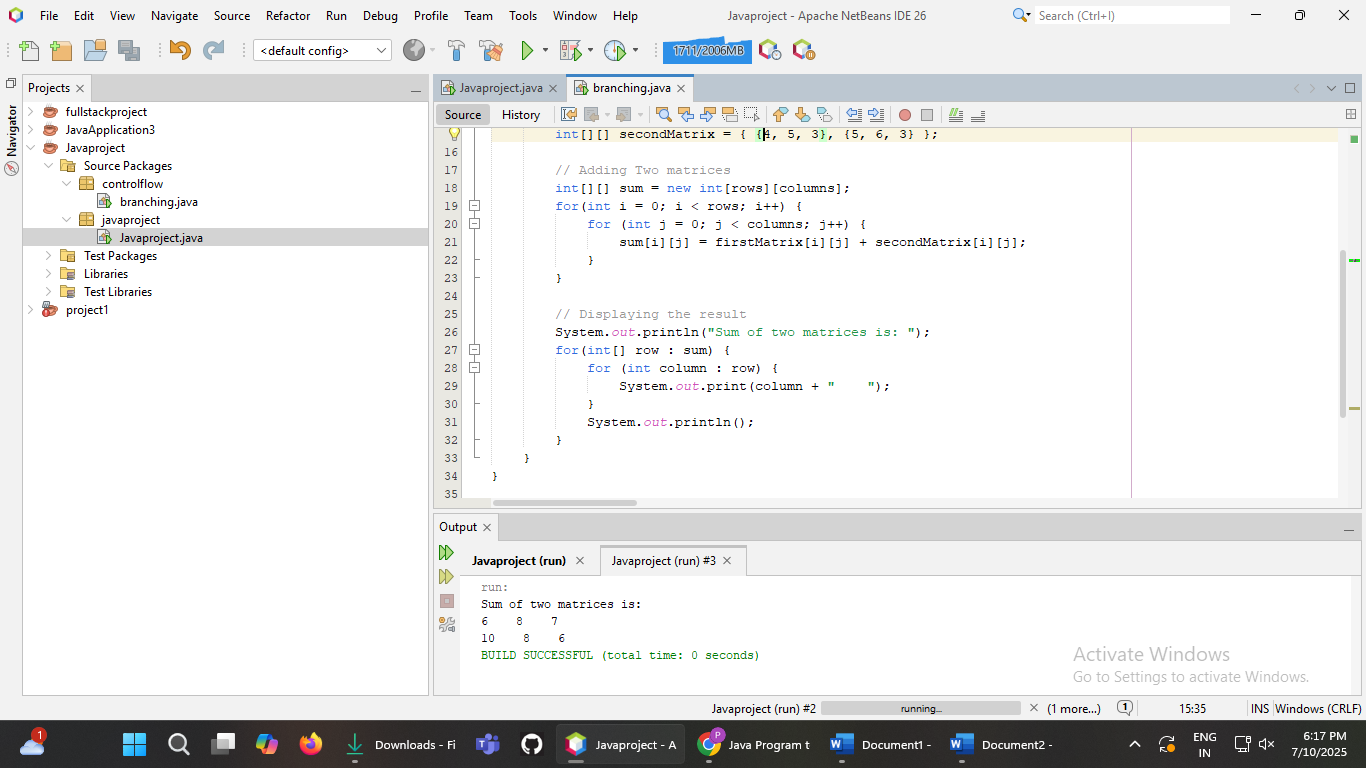 File Edit View Navigate Source Refactor Run Debug Profile Team Tools Window Help
Javaproject - Apache NetBeans IDE 26
Search (Ctrl+I)
<default config>
1711/2006MB
Projects
Navigator
fullstackproject
JavaApplication3
Javaproject
Source Packages
controlflow
branching.java
javaproject
Javaproject.java
Test Packages
Libraries
Test Libraries
project1
Javaproject.java
branching.java
Source History
int[][] secondMatrix = { {4, 5, 3}, {5, 6, 3} };
16
17 // Adding Two matrices
18 int[][] sum = new int[rows][columns];
19 for(int i = 0; i < rows; i++) {
20 for (int j = 0; j < columns; j++) {
21 sum[i][j] = firstMatrix[i][j] + secondMatrix[i][j];
22 }
23 }
24
25 // Displaying the result
26 System.out.println("Sum of two matrices is: ");
27 for(int[] row : sum) {
28 for (int column : row) {
29 System.out.print(column + "    ");
30 }
31 System.out.println();
32 }
33 }
34 }
35
Output
Javaproject (run) Javaproject (run) #3
run:
Sum of two matrices is:
6    8    7
10    8    6
BUILD SUCCESSFUL (total time: 0 seconds)
Activate Windows
Go to Settings to activate Windows.
Javaproject (run) #2 running... (1 more...) 1 15:35 INS Windows (CRLF)
1
Downloads - Fi
Javaproject - A
P
Java Program t
Document1 -
Document2 -
ENG
IN
6:17 PM
7/10/2025